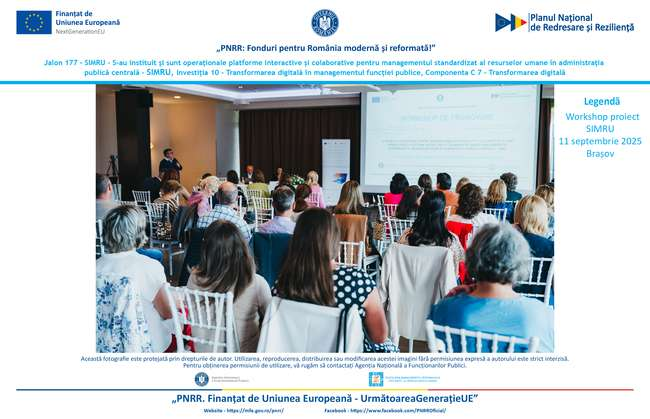 Finanțat de
Uniunea Europeană
NextGenerationEU
Planul Național
de Redresare și Reziliență
„PNRR: Fonduri pentru România modernă și reformată!”
Jalon 177 - SIMRU - S-au instituit și sunt operaționale platforme interactive și colaborative pentru managementul standardizat al resurselor umane în administrația
publică centrală - SIMRU, Investiția 10 - Transformarea digitală în managementul funcției publice, Componenta C 7 - Transformarea digitală
Legendă
Workshop proiect
SIMRU
11 septembrie 2025
Brașov
WORKSHOP DE PROMOVARE
Această fotografie este protejată prin drepturile de autor. Utilizarea, reproducerea, distribuirea sau modificarea acestei imagini fără permisiunea expresă a autorului este strict interzisă.
Pentru obținerea permisiunii de utilizare, vă rugăm să contactați Agenția Națională a Funcționarilor Publici.
„PNRR. Finanțat de Uniunea Europeană - UrmătoareaGenerațieUE”
Website - https://mfe.gov.ro/pnrr/ Facebook - https://www.facebook.com/PNRROficial/